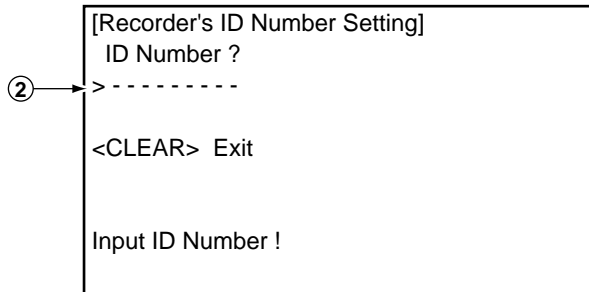 [Recorder's ID Number Setting]
ID Number ?
② >- - - - - - - - -
<CLEAR> Exit
Input ID Number !